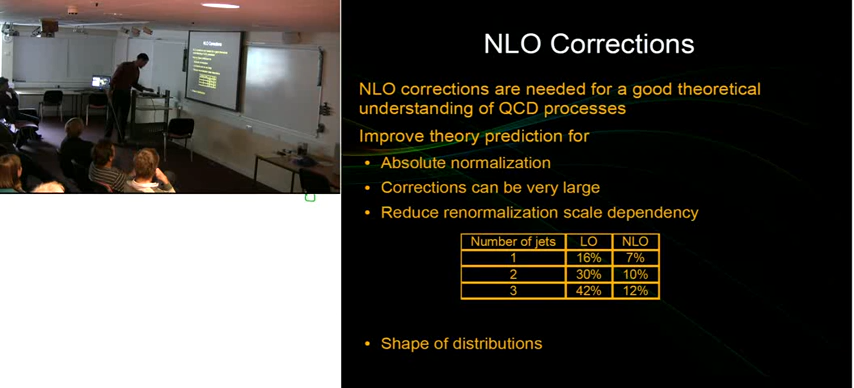 NLO Corrections
NLO corrections are needed for a good theoretical
understanding of QCD processes
Improve theory prediction for
• Absolute normalization
• Corrections can be very large
• Reduce renormalization scale dependency
Number of jets LO NLO
1 16% 7%
2 30% 10%
3 42% 12%
• Shape of distributions
NLO Corrections